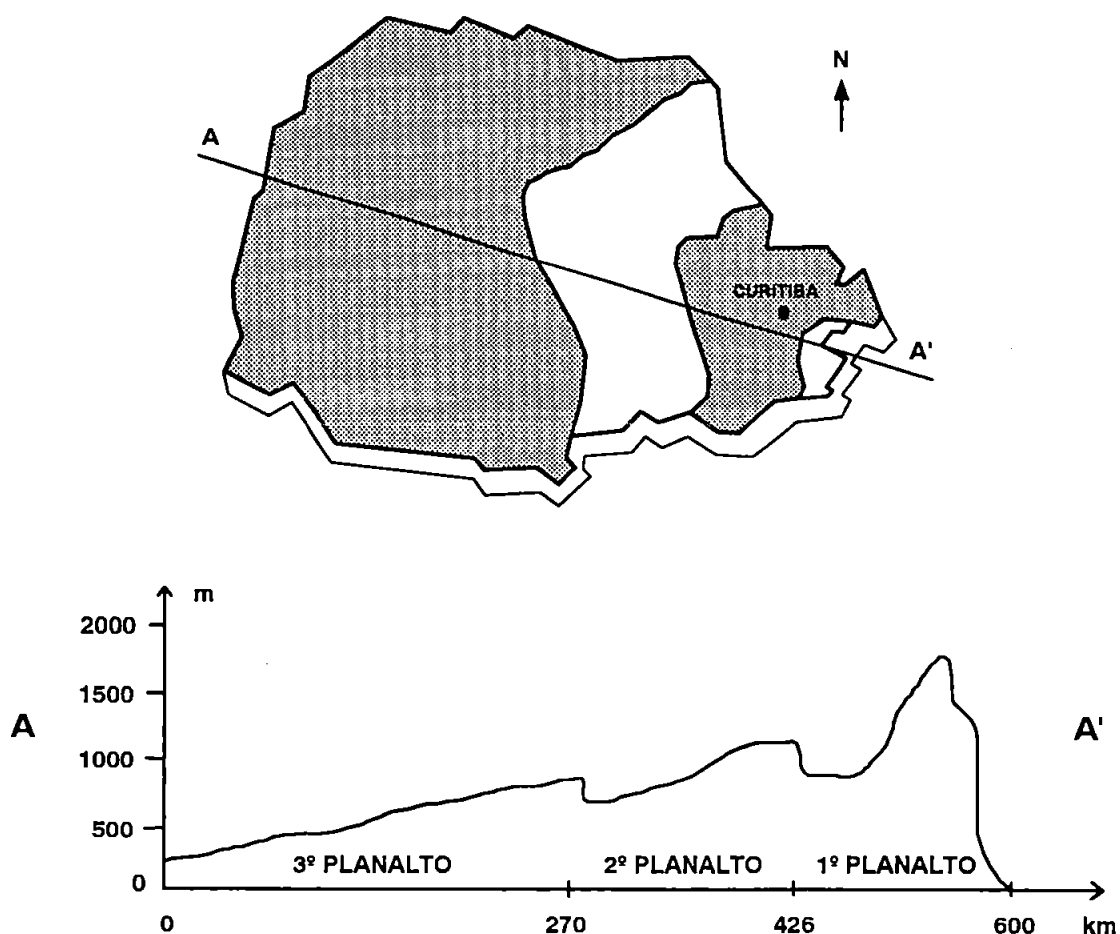 N
A
CURITIBA
A'
m
2000
1500
A
A'
1000
500
3º PLANALTO 2º PLANALTO 1º PLANALTO
0
0 270 426 600 km